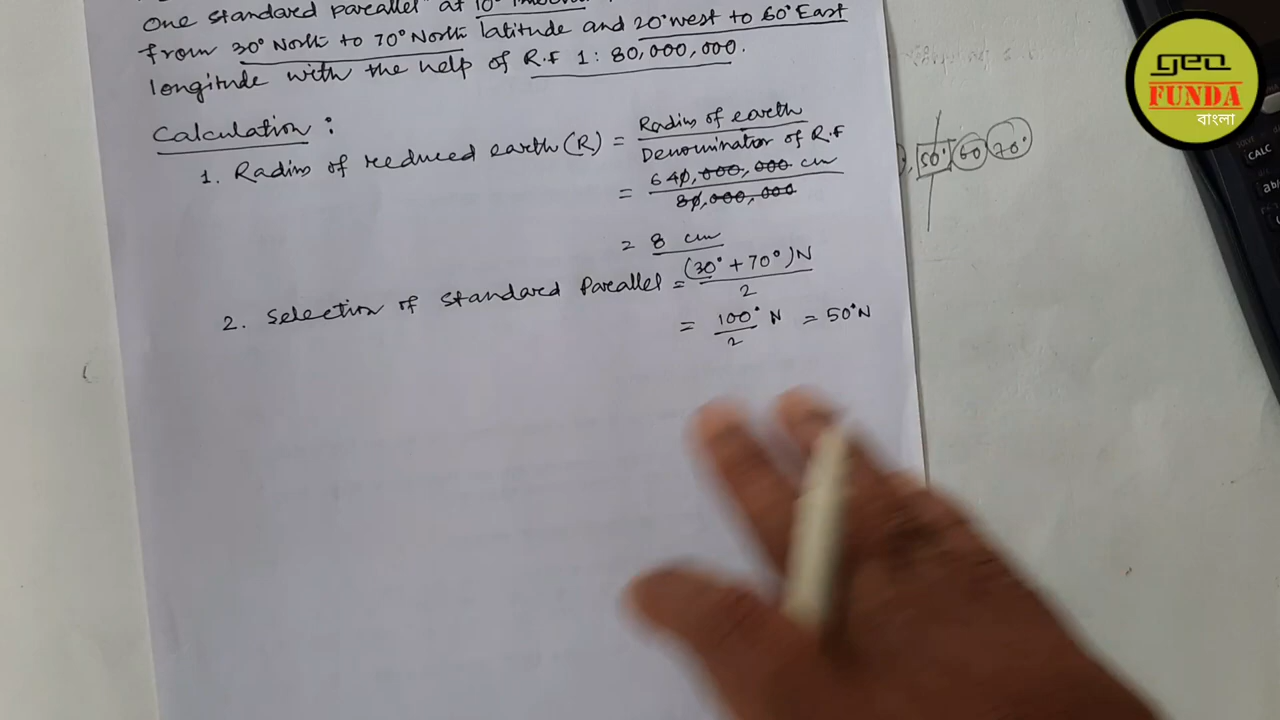 one standard parallel at 10°
from 30° North to 70° North latitude and 20° west to 60° East
longitude with the help of R.F 1: 80,000,000.
Calculation :
1. Radius of reduced earth (R) = Radius of earth
Denominator of R.F
= 640,000,000 cm
80,000,000
= 8 cm
2. Selection of standard Parallel = (30° + 70°)N
2
= 100° N = 50°N
2
50° 60 70°
geo
FUNDA
বাংলা
CALC